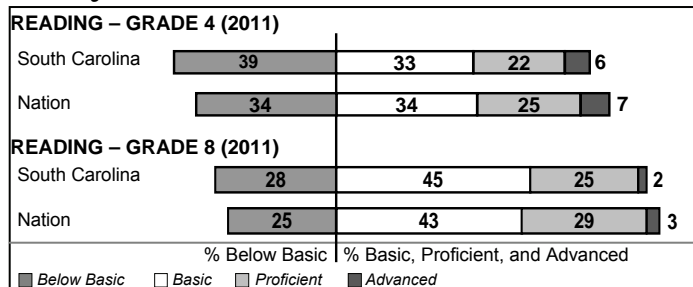 READING – GRADE 4 (2011)
South Carolina 39 33 22 6
Nation 34 34 25 7
READING – GRADE 8 (2011)
South Carolina 28 45 25 2
Nation 25 43 29 3
% Below Basic % Basic, Proficient, and Advanced
Below Basic Basic Proficient Advanced